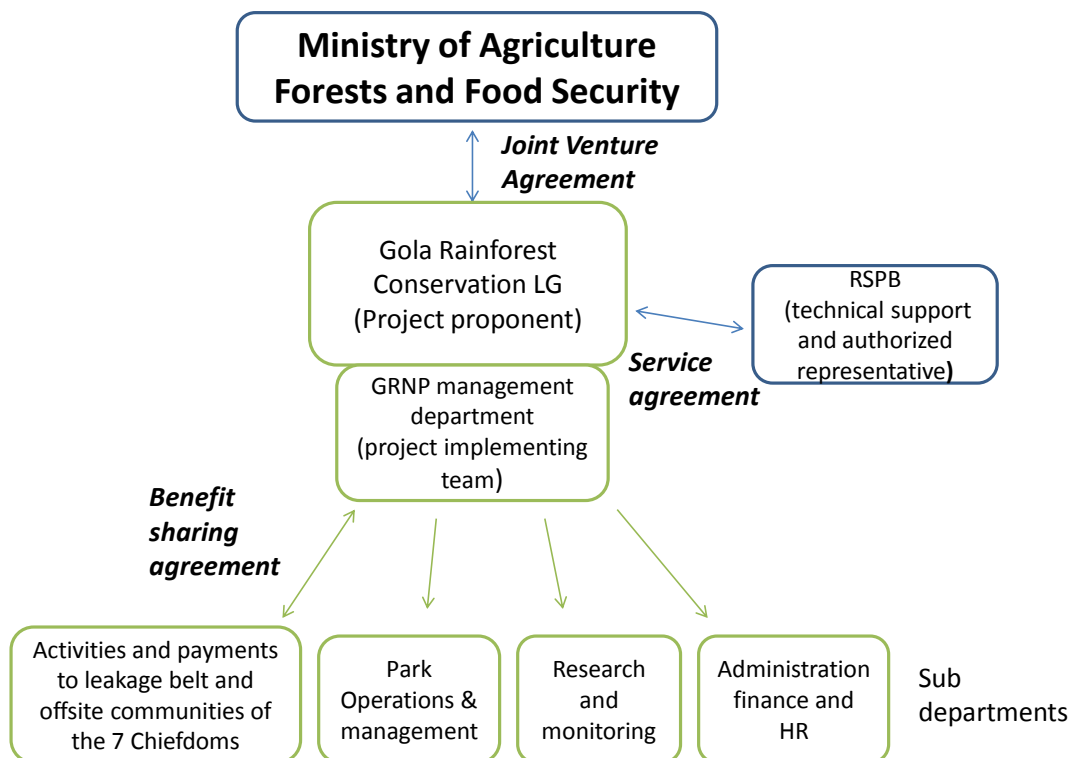 Ministry of Agriculture
Forests and Food Security
Joint Venture
Agreement
Gola Rainforest
Conservation LG
(Project proponent)
RSPB
(technical support
and authorized
representative)
Service
agreement
GRNP management
department
(project implementing
team)
Benefit
sharing
agreement
Activities and payments
to leakage belt and
offsite communities of
the 7 Chiefdoms
Park
Operations &
management
Research
and
monitoring
Administration
finance and
HR
Sub
departments